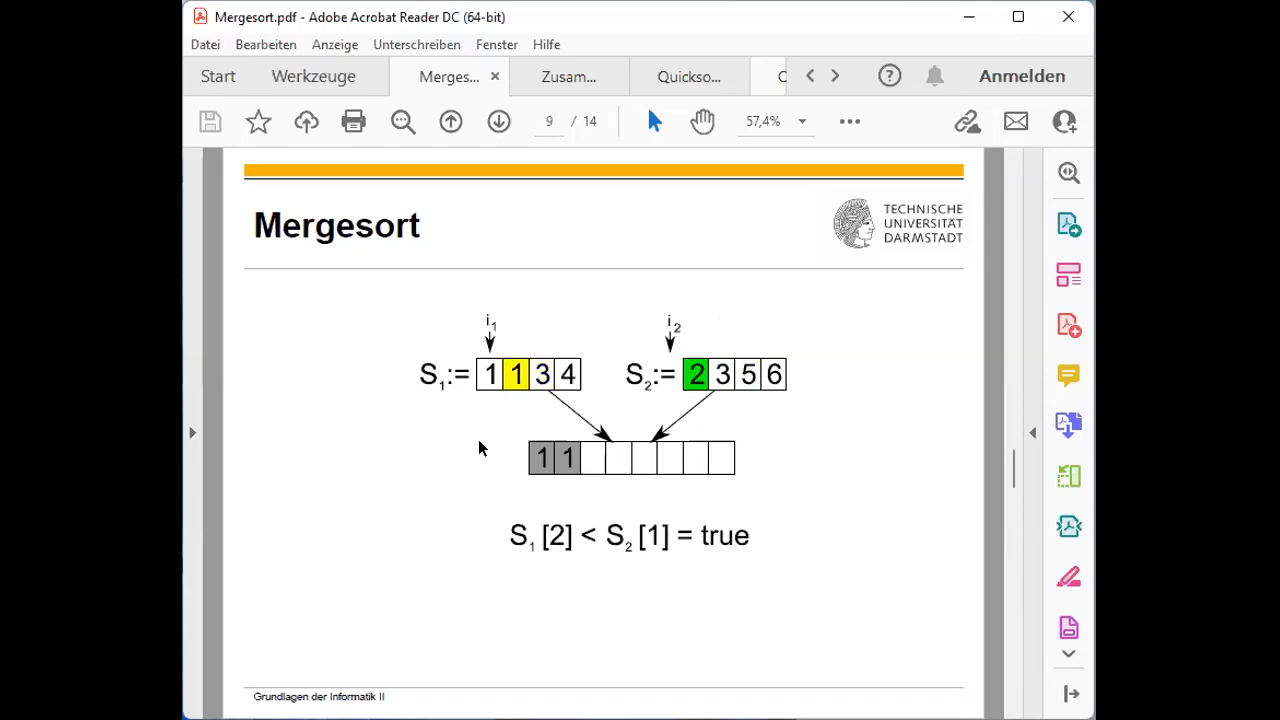 Mergesort.pdf - Adobe Acrobat Reader DC (64-bit)
Datei Bearbeiten Anzeige Unterschreiben Fenster Hilfe
Start Werkzeuge Merges... Zusam... Quickso... Anmelden
9 / 14 57,4%
Mergesort
TECHNISCHE
UNIVERSITÄT
DARMSTADT
i1 i2
S1:= 1 1 3 4 S2:= 2 3 5 6
1 1
S1 [2] < S2 [1] = true
Grundlagen der Informatik II